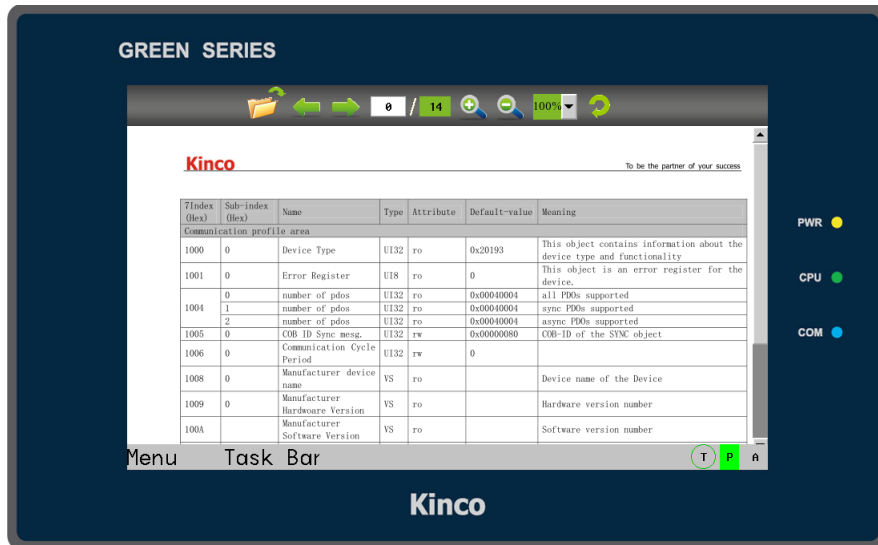 GREEN SERIES
0 / 14 100%
Kinco To be the partner of your success
7Index (Hex) Sub-index (Hex) Name Type Attribute Default-value Meaning
Communication profile area
1000 0 Device Type UI32 ro 0x20193 This object contains information about the
device type and functionality
1001 0 Error Register UI8 ro 0 This object is an error register for the
device.
1004 0 number of pdos UI32 ro 0x00040004 all PDOs supported
1 number of pdos UI32 ro 0x00040004 sync PDOs supported
2 number of pdos UI32 ro 0x00040004 async PDOs supported
1005 0 COB ID Sync mesg. UI32 rw 0x00000080 COB-ID of the SYNC object
1006 0 Communication Cycle
Period UI32 rw 0
1008 0 Manufacturer device
name VS ro Device name of the Device
1009 0 Manufacturer
Hardwoare Version VS ro Hardware version number
100A Manufacturer
Software Version VS ro Software version number
Menu Task Bar T P A
PWR
CPU
COM
Kinco